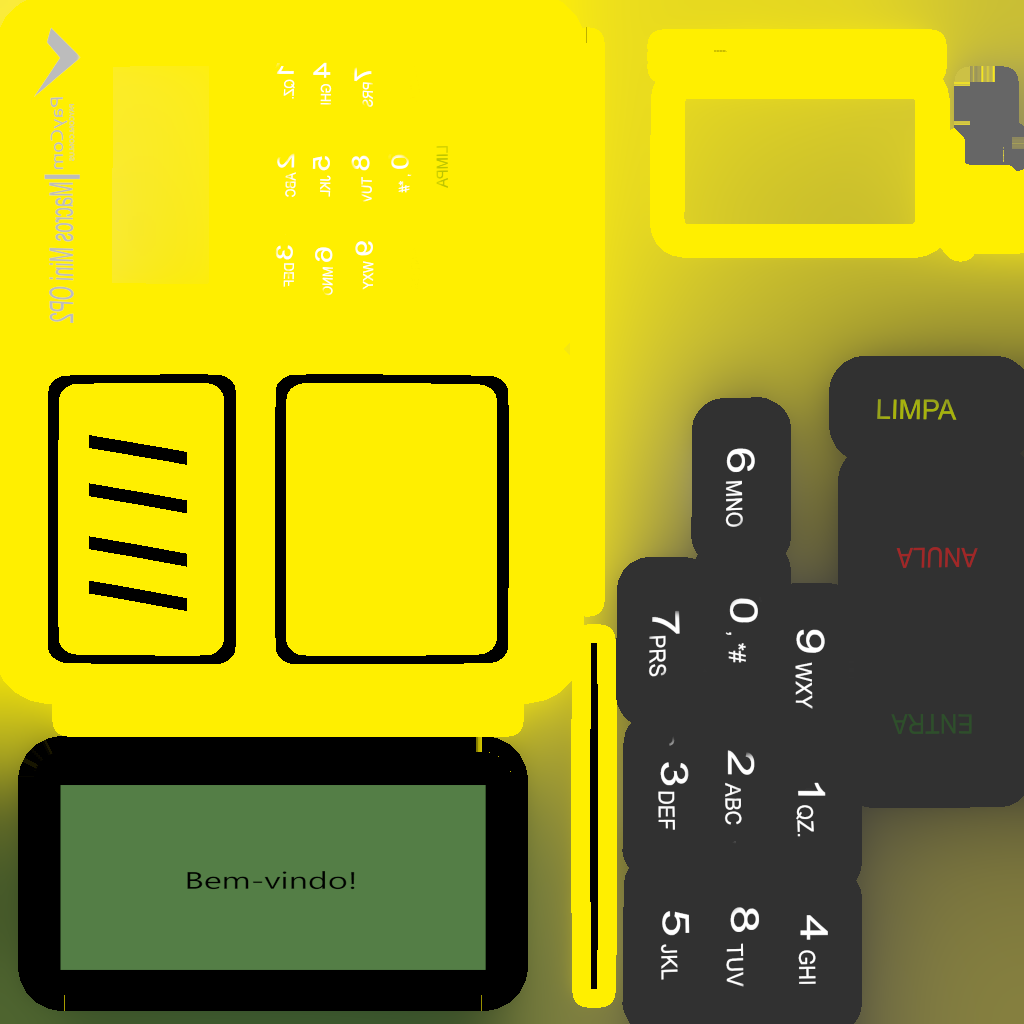 PayCom
Macros Mini OP2
1 QZ.
4 GHI
7 PRS
2 ABC
5 JKL
8 TUV
0 , *#
LIMPA
3 DEF
6 MNO
9 WXY
LIMPA
6 MNO
ANULA
7 PRS
0 , *#
9 WXY
ENTRA
3 DEF
2 ABC
1 QZ.
Bem-vindo!
5 JKL
8 TUV
4 GHI